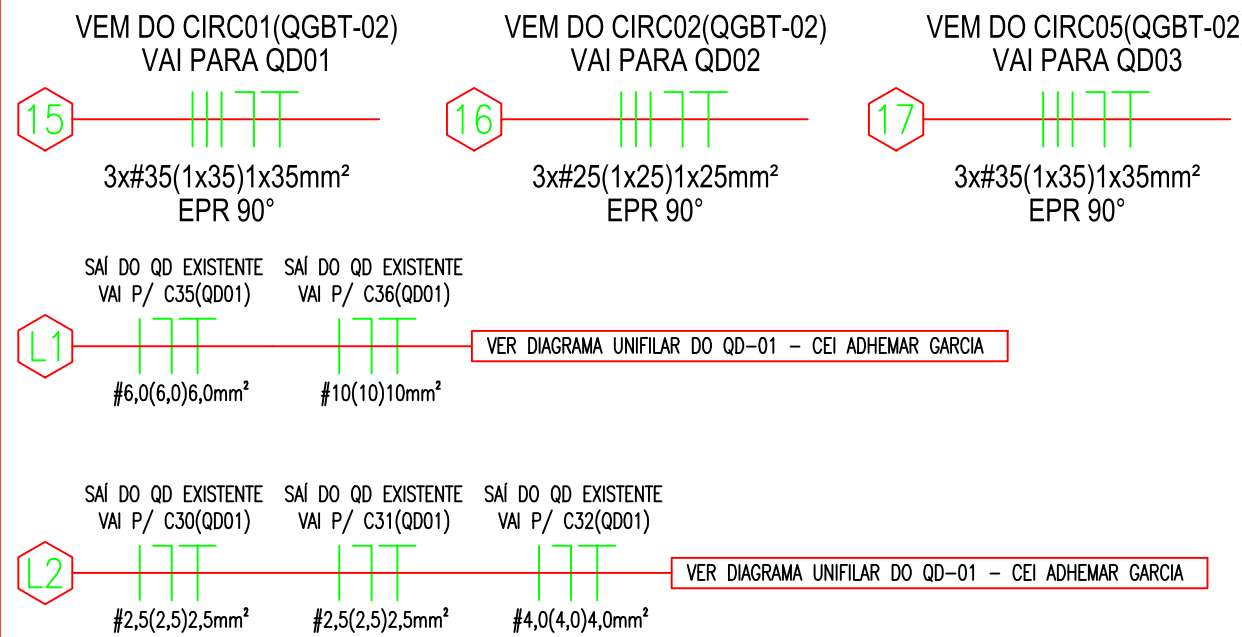 VEM DO CIRC01(QGBT-02)
VAI PARA QD01
15
3x#35(1x35)1x35mm²
EPR 90°
VEM DO CIRC02(QGBT-02)
VAI PARA QD02
16
3x#25(1x25)1x25mm²
EPR 90°
VEM DO CIRC05(QGBT-02
VAI PARA QD03
17
3x#35(1x35)1x35mm²
EPR 90°
L1
SAÍ DO QD EXISTENTE
VAI P/ C35(QD01)
#6,0(6,0)6,0mm²
SAÍ DO QD EXISTENTE
VAI P/ C36(QD01)
#10(10)10mm²
VER DIAGRAMA UNIFILAR DO QD-01 - CEI ADHEMAR GARCIA
L2
SAÍ DO QD EXISTENTE
VAI P/ C30(QD01)
#2,5(2,5)2,5mm²
SAÍ DO QD EXISTENTE
VAI P/ C31(QD01)
#2,5(2,5)2,5mm²
SAÍ DO QD EXISTENTE
VAI P/ C32(QD01)
#4,0(4,0)4,0mm²
VER DIAGRAMA UNIFILAR DO QD-01 - CEI ADHEMAR GARCIA